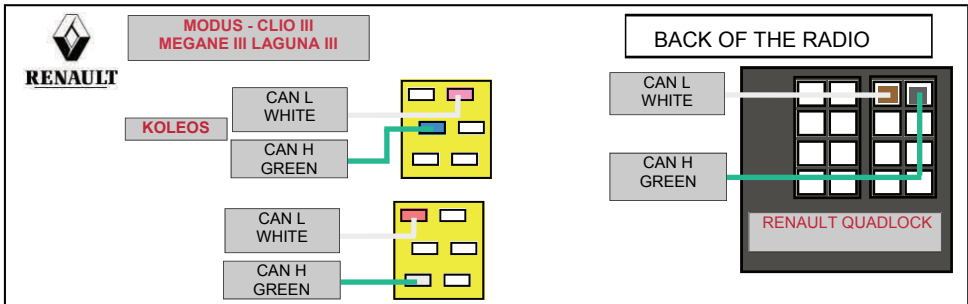 MODUS - CLIO III
MEGANE III LAGUNA III
RENAULT
BACK OF THE RADIO
CAN L
WHITE
KOLEOS
CAN H
GREEN
CAN L
WHITE
CAN H
GREEN
CAN L
WHITE
CAN H
GREEN
RENAULT QUADLOCK